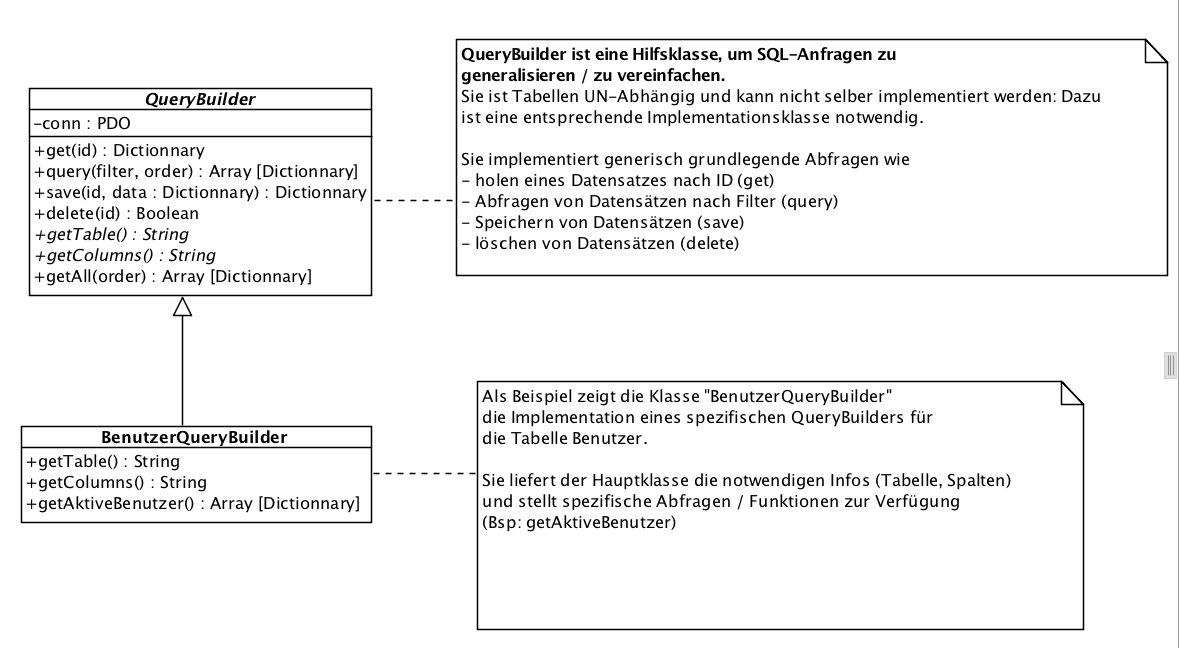 QueryBuilder
-conn : PDO
+get(id) : Dictionnary
+query(filter, order) : Array [Dictionnary]
+save(id, data : Dictionnary) : Dictionnary
+delete(id) : Boolean
+getTable() : String
+getColumns() : String
+getAll(order) : Array [Dictionnary]
QueryBuilder ist eine Hilfsklasse, um SQL-Anfragen zu
generalisieren / zu vereinfachen.
Sie ist Tabellen UN-Abhängig und kann nicht selber implementiert werden: Dazu
ist eine entsprechende Implementationsklasse notwendig.
Sie implementiert generisch grundlegende Abfragen wie
- holen eines Datensatzes nach ID (get)
- Abfragen von Datensätzen nach Filter (query)
- Speichern von Datensätzen (save)
- löschen von Datensätzen (delete)
BenutzerQueryBuilder
+getTable() : String
+getColumns() : String
+getAktiveBenutzer() : Array [Dictionnary]
Als Beispiel zeigt die Klasse "BenutzerQueryBuilder"
die Implementation eines spezifischen QueryBuilders für
die Tabelle Benutzer.
Sie liefert der Hauptklasse die notwendigen Infos (Tabelle, Spalten)
und stellt spezifische Abfragen / Funktionen zur Verfügung
(Bsp: getAktiveBenutzer)